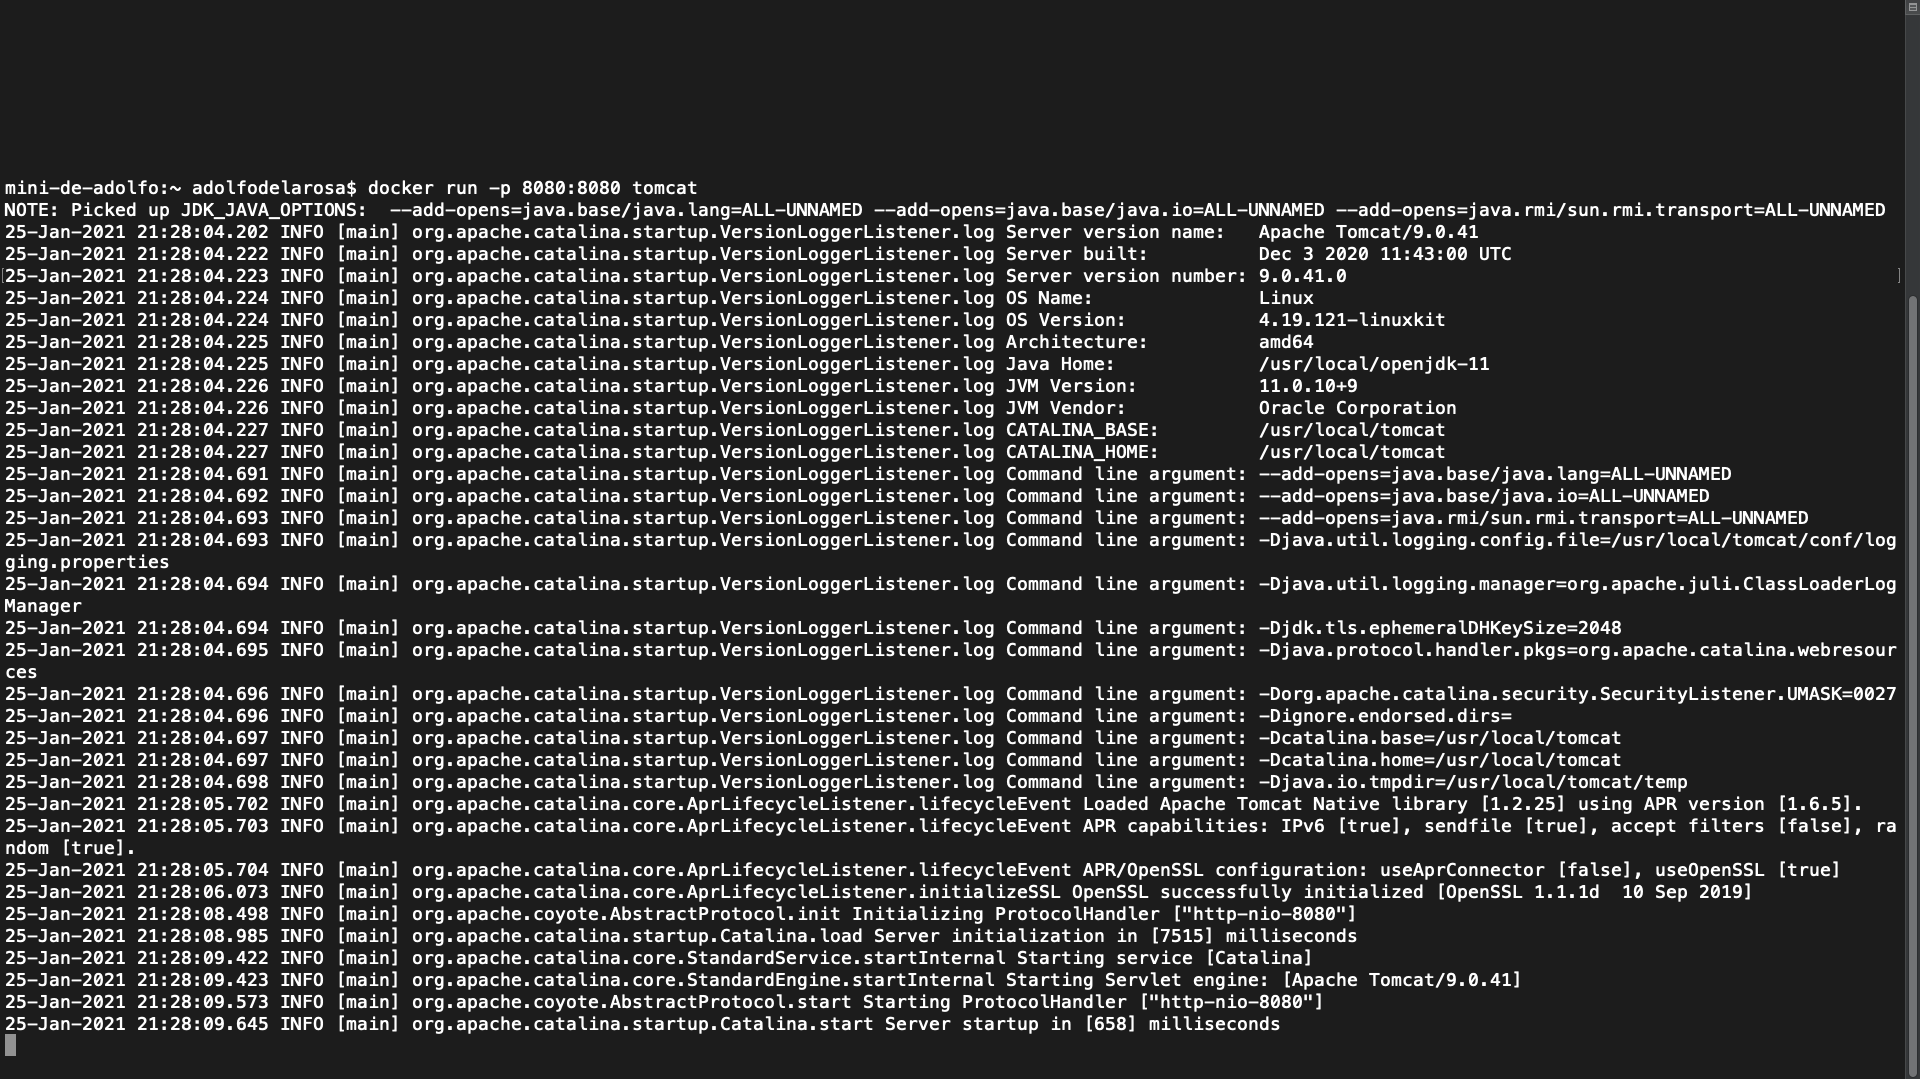 mini-de-adolfo:~ adolfodelarosa$ docker run -p 8080:8080 tomcat
NOTE: Picked up JDK_JAVA_OPTIONS:  --add-opens=java.base/java.lang=ALL-UNNAMED --add-opens=java.base/java.io=ALL-UNNAMED --add-opens=java.rmi/sun.rmi.transport=ALL-UNNAMED
25-Jan-2021 21:28:04.202 INFO [main] org.apache.catalina.startup.VersionLoggerListener.log Server version name:   Apache Tomcat/9.0.41
25-Jan-2021 21:28:04.222 INFO [main] org.apache.catalina.startup.VersionLoggerListener.log Server built:          Dec 3 2020 11:43:00 UTC
25-Jan-2021 21:28:04.223 INFO [main] org.apache.catalina.startup.VersionLoggerListener.log Server version number: 9.0.41.0
25-Jan-2021 21:28:04.224 INFO [main] org.apache.catalina.startup.VersionLoggerListener.log OS Name:               Linux
25-Jan-2021 21:28:04.224 INFO [main] org.apache.catalina.startup.VersionLoggerListener.log OS Version:            4.19.121-linuxkit
25-Jan-2021 21:28:04.225 INFO [main] org.apache.catalina.startup.VersionLoggerListener.log Architecture:          amd64
25-Jan-2021 21:28:04.225 INFO [main] org.apache.catalina.startup.VersionLoggerListener.log Java Home:             /usr/local/openjdk-11
25-Jan-2021 21:28:04.226 INFO [main] org.apache.catalina.startup.VersionLoggerListener.log JVM Version:           11.0.10+9
25-Jan-2021 21:28:04.226 INFO [main] org.apache.catalina.startup.VersionLoggerListener.log JVM Vendor:            Oracle Corporation
25-Jan-2021 21:28:04.227 INFO [main] org.apache.catalina.startup.VersionLoggerListener.log CATALINA_BASE:         /usr/local/tomcat
25-Jan-2021 21:28:04.227 INFO [main] org.apache.catalina.startup.VersionLoggerListener.log CATALINA_HOME:         /usr/local/tomcat
25-Jan-2021 21:28:04.691 INFO [main] org.apache.catalina.startup.VersionLoggerListener.log Command line argument: --add-opens=java.base/java.lang=ALL-UNNAMED
25-Jan-2021 21:28:04.692 INFO [main] org.apache.catalina.startup.VersionLoggerListener.log Command line argument: --add-opens=java.base/java.io=ALL-UNNAMED
25-Jan-2021 21:28:04.693 INFO [main] org.apache.catalina.startup.VersionLoggerListener.log Command line argument: --add-opens=java.rmi/sun.rmi.transport=ALL-UNNAMED
25-Jan-2021 21:28:04.693 INFO [main] org.apache.catalina.startup.VersionLoggerListener.log Command line argument: -Djava.util.logging.config.file=/usr/local/tomcat/conf/log
ging.properties
25-Jan-2021 21:28:04.694 INFO [main] org.apache.catalina.startup.VersionLoggerListener.log Command line argument: -Djava.util.logging.manager=org.apache.juli.ClassLoaderLog
Manager
25-Jan-2021 21:28:04.694 INFO [main] org.apache.catalina.startup.VersionLoggerListener.log Command line argument: -Djdk.tls.ephemeralDHKeySize=2048
25-Jan-2021 21:28:04.695 INFO [main] org.apache.catalina.startup.VersionLoggerListener.log Command line argument: -Djava.protocol.handler.pkgs=org.apache.catalina.webresour
ces
25-Jan-2021 21:28:04.696 INFO [main] org.apache.catalina.startup.VersionLoggerListener.log Command line argument: -Dorg.apache.catalina.security.SecurityListener.UMASK=0027
25-Jan-2021 21:28:04.696 INFO [main] org.apache.catalina.startup.VersionLoggerListener.log Command line argument: -Dignore.endorsed.dirs=
25-Jan-2021 21:28:04.697 INFO [main] org.apache.catalina.startup.VersionLoggerListener.log Command line argument: -Dcatalina.base=/usr/local/tomcat
25-Jan-2021 21:28:04.697 INFO [main] org.apache.catalina.startup.VersionLoggerListener.log Command line argument: -Dcatalina.home=/usr/local/tomcat
25-Jan-2021 21:28:04.698 INFO [main] org.apache.catalina.startup.VersionLoggerListener.log Command line argument: -Djava.io.tmpdir=/usr/local/tomcat/temp
25-Jan-2021 21:28:05.702 INFO [main] org.apache.catalina.core.AprLifecycleListener.lifecycleEvent Loaded Apache Tomcat Native library [1.2.25] using APR version [1.6.5].
25-Jan-2021 21:28:05.703 INFO [main] org.apache.catalina.core.AprLifecycleListener.lifecycleEvent APR capabilities: IPv6 [true], sendfile [true], accept filters [false], ra
ndom [true].
25-Jan-2021 21:28:05.704 INFO [main] org.apache.catalina.core.AprLifecycleListener.lifecycleEvent APR/OpenSSL configuration: useAprConnector [false], useOpenSSL [true]
25-Jan-2021 21:28:06.073 INFO [main] org.apache.catalina.core.AprLifecycleListener.initializeSSL OpenSSL successfully initialized [OpenSSL 1.1.1d  10 Sep 2019]
25-Jan-2021 21:28:08.498 INFO [main] org.apache.coyote.AbstractProtocol.init Initializing ProtocolHandler ["http-nio-8080"]
25-Jan-2021 21:28:08.985 INFO [main] org.apache.catalina.startup.Catalina.load Server initialization in [7515] milliseconds
25-Jan-2021 21:28:09.422 INFO [main] org.apache.catalina.core.StandardService.startInternal Starting service [Catalina]
25-Jan-2021 21:28:09.423 INFO [main] org.apache.catalina.core.StandardEngine.startInternal Starting Servlet engine: [Apache Tomcat/9.0.41]
25-Jan-2021 21:28:09.573 INFO [main] org.apache.coyote.AbstractProtocol.start Starting ProtocolHandler ["http-nio-8080"]
25-Jan-2021 21:28:09.645 INFO [main] org.apache.catalina.startup.Catalina.start Server startup in [658] milliseconds